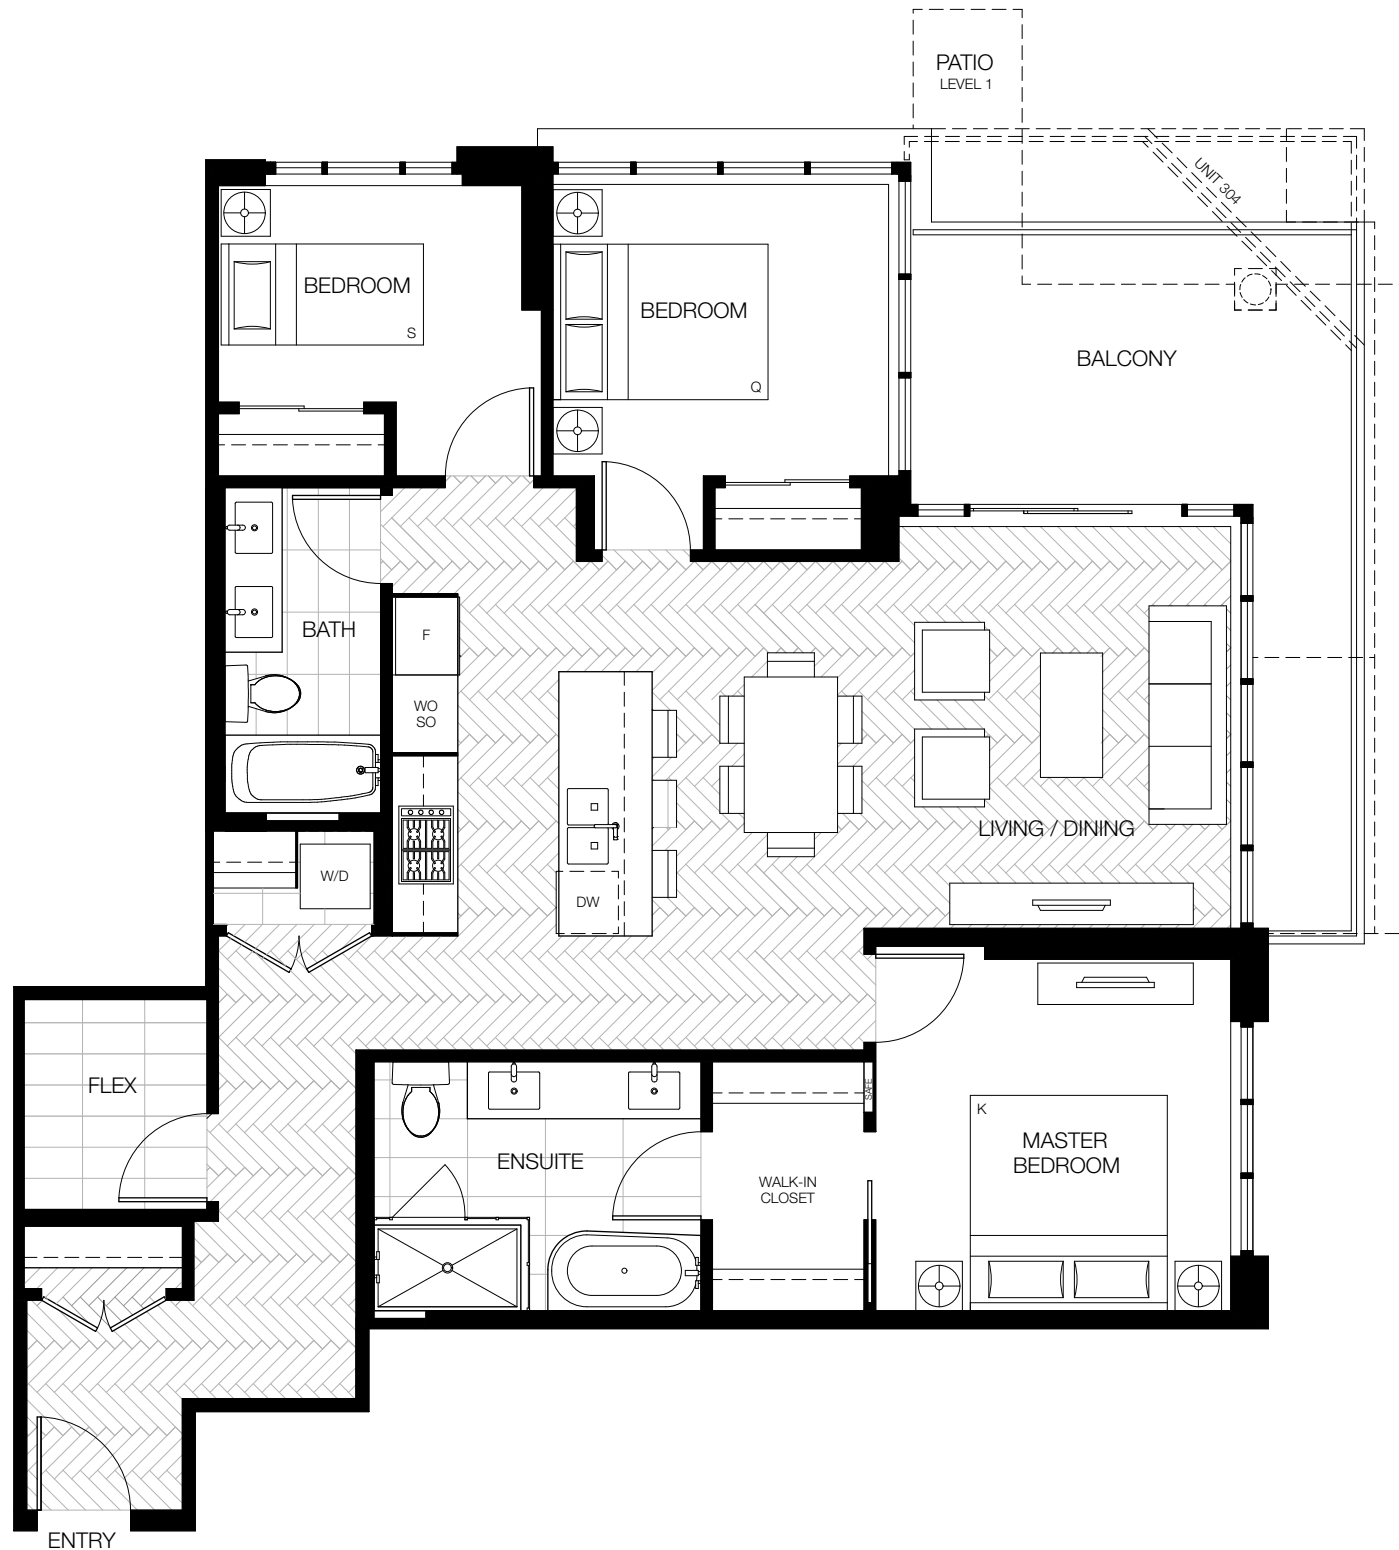 PATIO
LEVEL 1
UNIT 304
BEDROOM
S
BEDROOM
Q
BALCONY
BATH
F
WO
SO
LIVING / DINING
W/D
DW
FLEX
SAFE
K
MASTER
BEDROOM
ENSUITE
WALK-IN
CLOSET
ENTRY